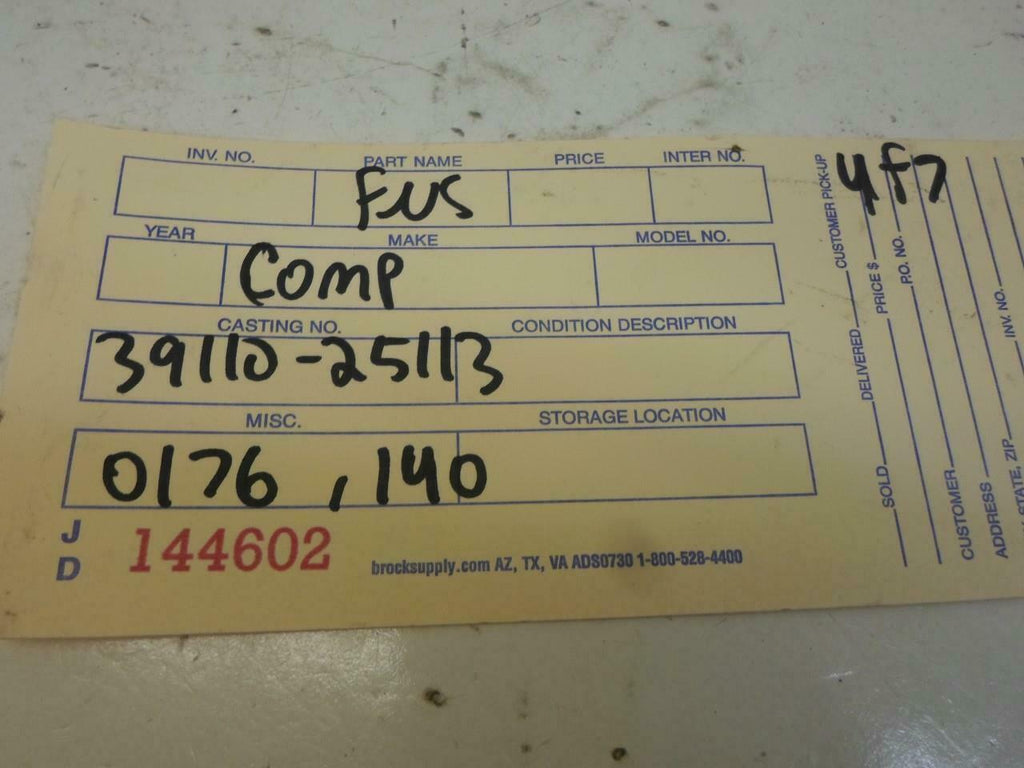 INV. NO. PART NAME PRICE INTER NO.
FUS
YEAR MAKE MODEL NO.
COMP
CASTING NO. CONDITION DESCRIPTION
39110-25113
MISC. STORAGE LOCATION
0176 , 140
JD 144602 brocksupply.com AZ, TX, VA ADS0730 1-800-528-4400
4f7
SOLD DELIVERED CUSTOMER PICK-UP
PRICE $
P.O. NO.
CUSTOMER
ADDRESS
STATE, ZIP INV. NO.